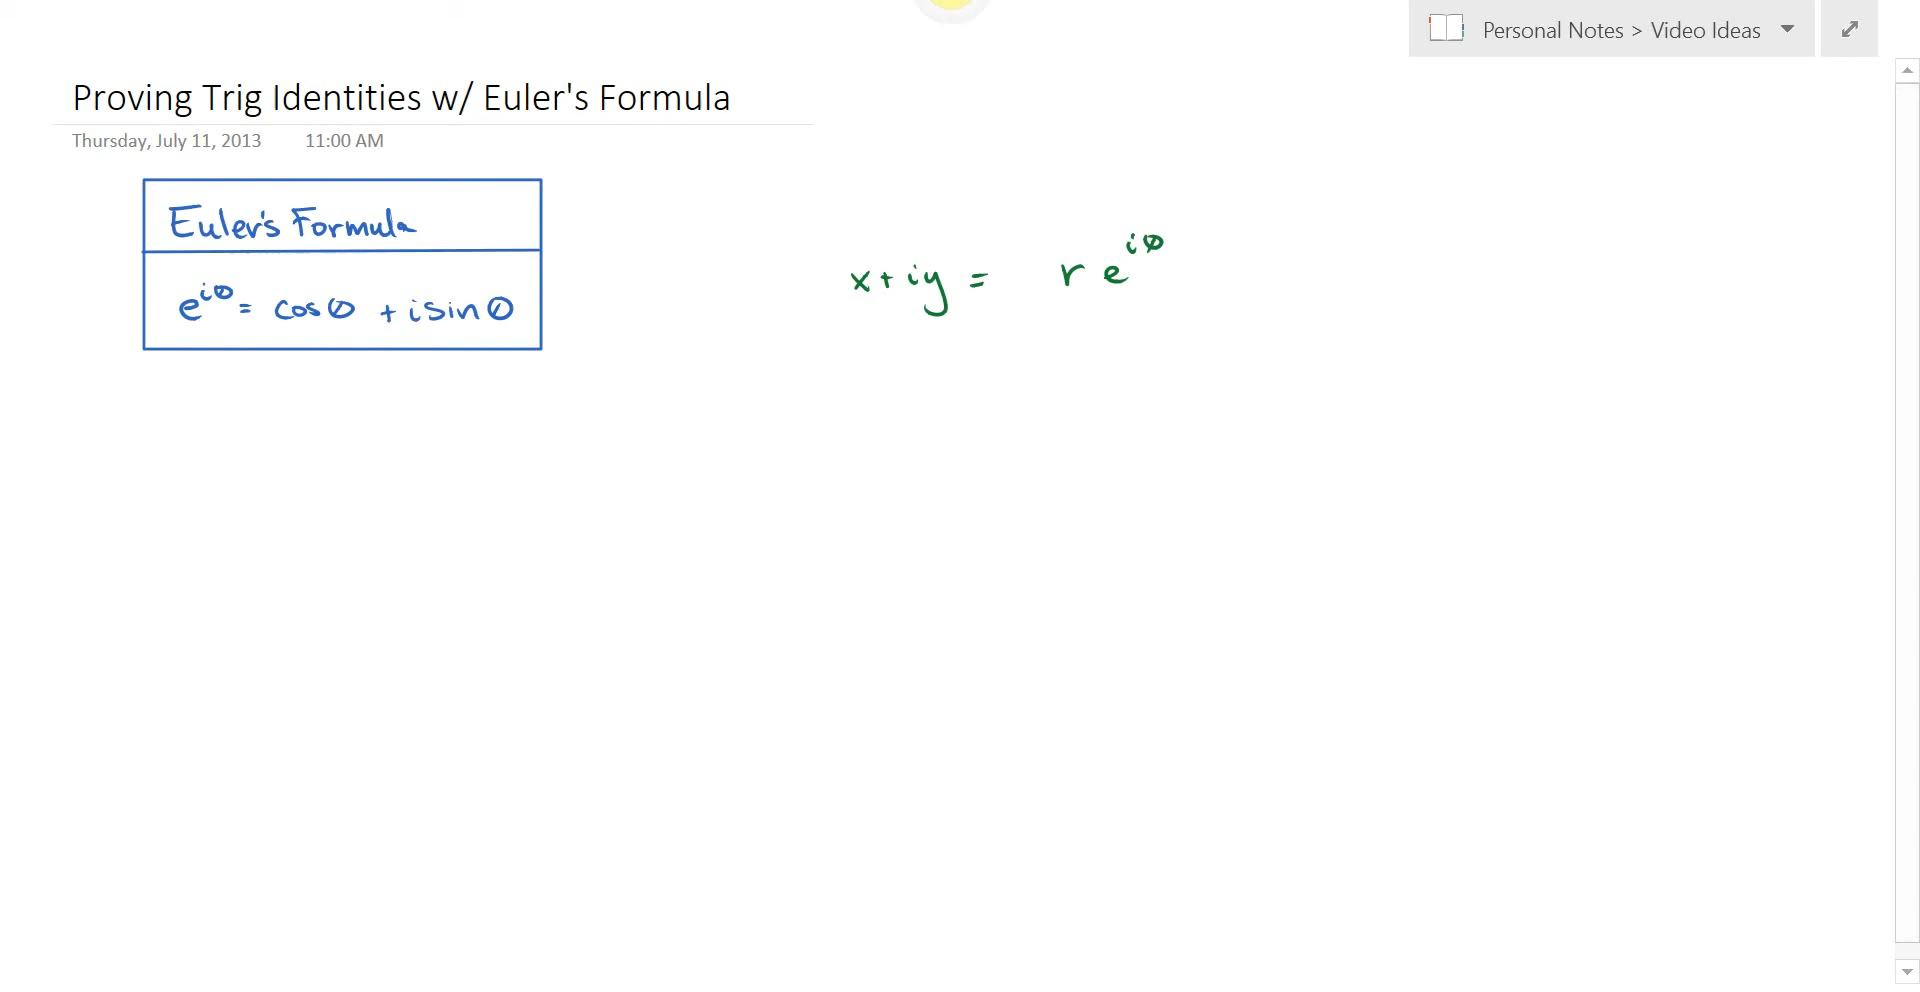 Personal Notes > Video Ideas
Proving Trig Identities w/ Euler's Formula
Thursday, July 11, 2013 11:00 AM
Euler's Formula
e^{iθ} = cosθ + isinθ
x+iy = re^{iθ}